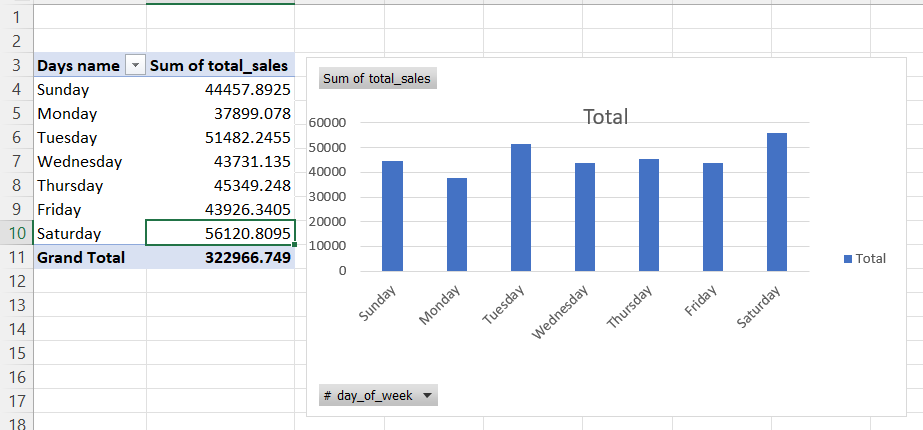 1
2
3 Days name Sum of total_sales
4 Sunday 44457.8925
5 Monday 37899.078
6 Tuesday 51482.2455
7 Wednesday 43731.135
8 Thursday 45349.248
9 Friday 43926.3405
10 Saturday 56120.8095
11 Grand Total 322966.749
12
13
14
15
16
17
18
Sum of total_sales
Total
60000
50000
40000
30000
20000
10000
0
Sunday Monday Tuesday Wednesday Thursday Friday Saturday
Total
# day_of_week